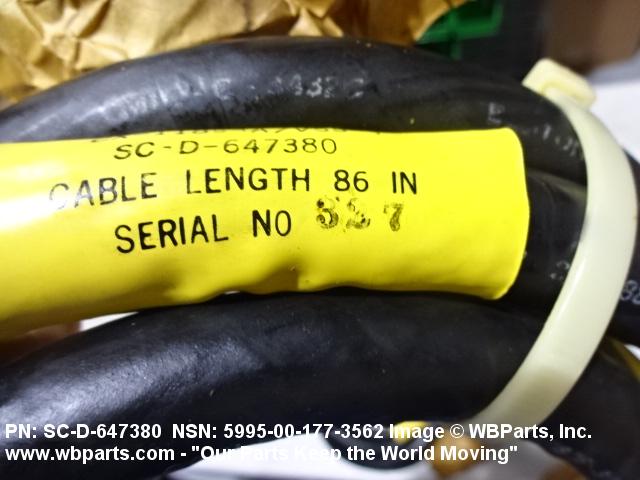 SC-D-647380
CABLE LENGTH 86 IN
SERIAL NO 327
PN: SC-D-647380 NSN: 5995-00-177-3562 Image © WBParts, Inc.
www.wbparts.com - "Our Parts Keep the World Moving"